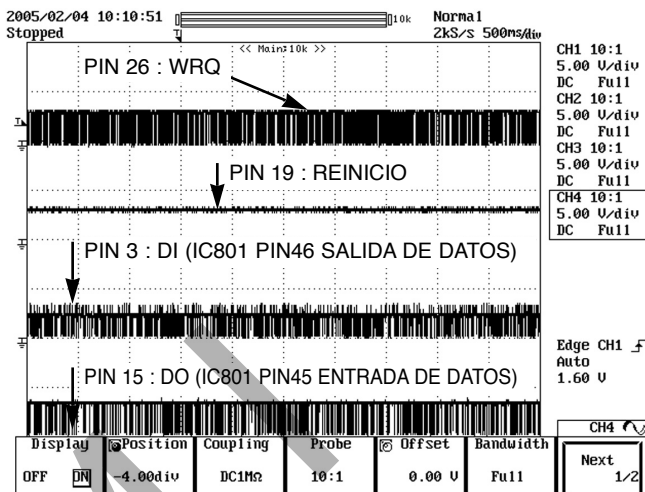 2005/02/04 10:10:51
10k
Normal
Stopped
2kS/s 500ms/div
<< Main:10k >>
CH1 10:1
5.00 V/div
DC Full
CH2 10:1
5.00 V/div
DC Full
CH3 10:1
5.00 V/div
DC Full
CH4 10:1
5.00 V/div
DC Full
PIN 26 : WRQ
PIN 19 : REINICIO
PIN 3 : DI (IC801 PIN46 SALIDA DE DATOS)
PIN 15 : DO (IC801 PIN45 ENTRADA DE DATOS)
Edge CH1
Auto
1.60 V
CH4
Display
OFF ON
Position
-4.00div
Coupling
DC1MΩ
Probe
10:1
Offset
0.00 V
Bandwidth
Full
Next
1/2